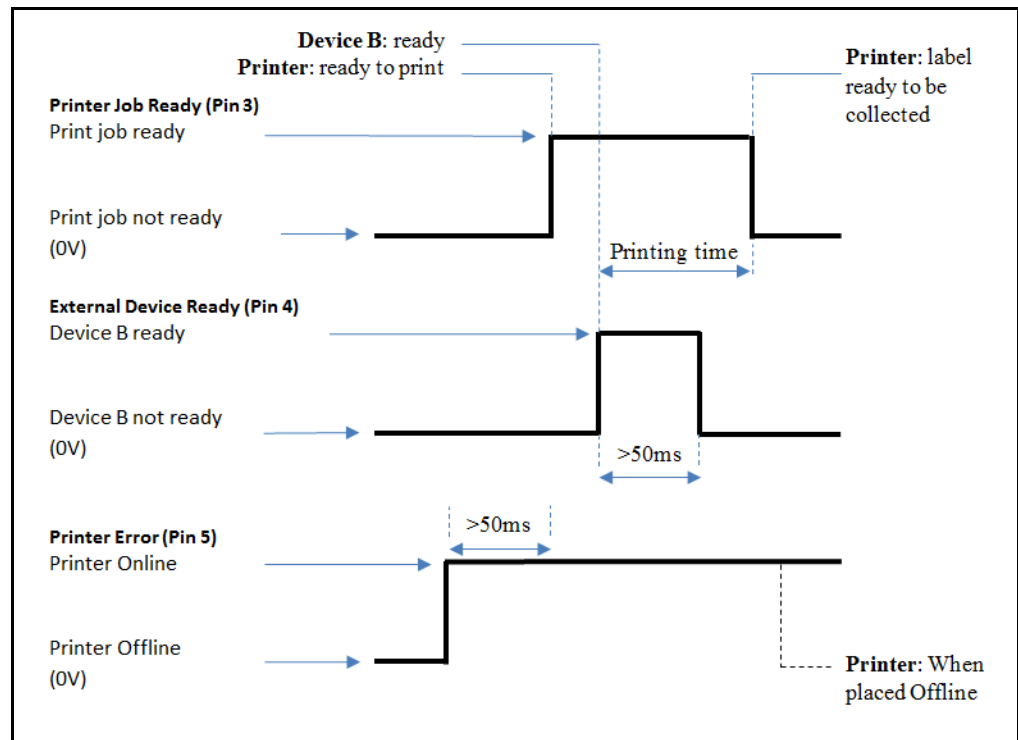 Device B: ready
Printer: ready to print
Printer: label
ready to be
collected
Printer Job Ready (Pin 3)
Print job ready
Print job not ready
(0V)
Printing time
External Device Ready (Pin 4)
Device B ready
Device B not ready
(0V)
>50ms
>50ms
Printer Error (Pin 5)
Printer Online
Printer Offline
(0V)
Printer: When
placed Offline